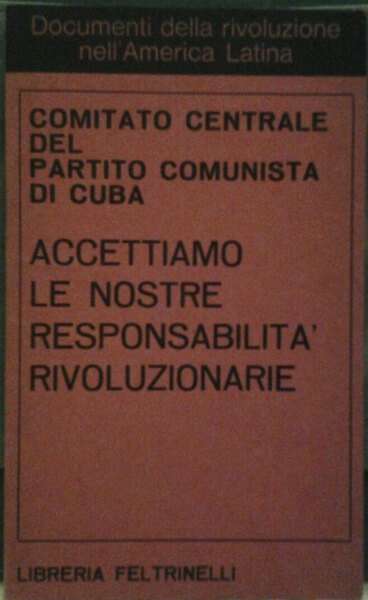 Documenti della rivoluzione
nell'America Latina
COMITATO CENTRALE
DEL
PARTITO COMUNISTA
DI CUBA
ACCETTIAMO
LE NOSTRE
RESPONSABILITA'
RIVOLUZIONARIE
LIBRERIA FELTRINELLI